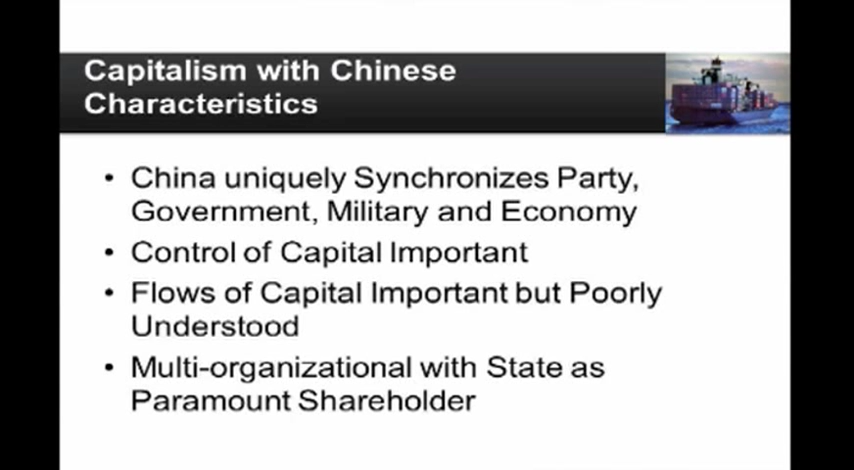 Capitalism with Chinese
Characteristics
• China uniquely Synchronizes Party,
Government, Military and Economy
• Control of Capital Important
• Flows of Capital Important but Poorly
Understood
• Multi-organizational with State as
Paramount Shareholder